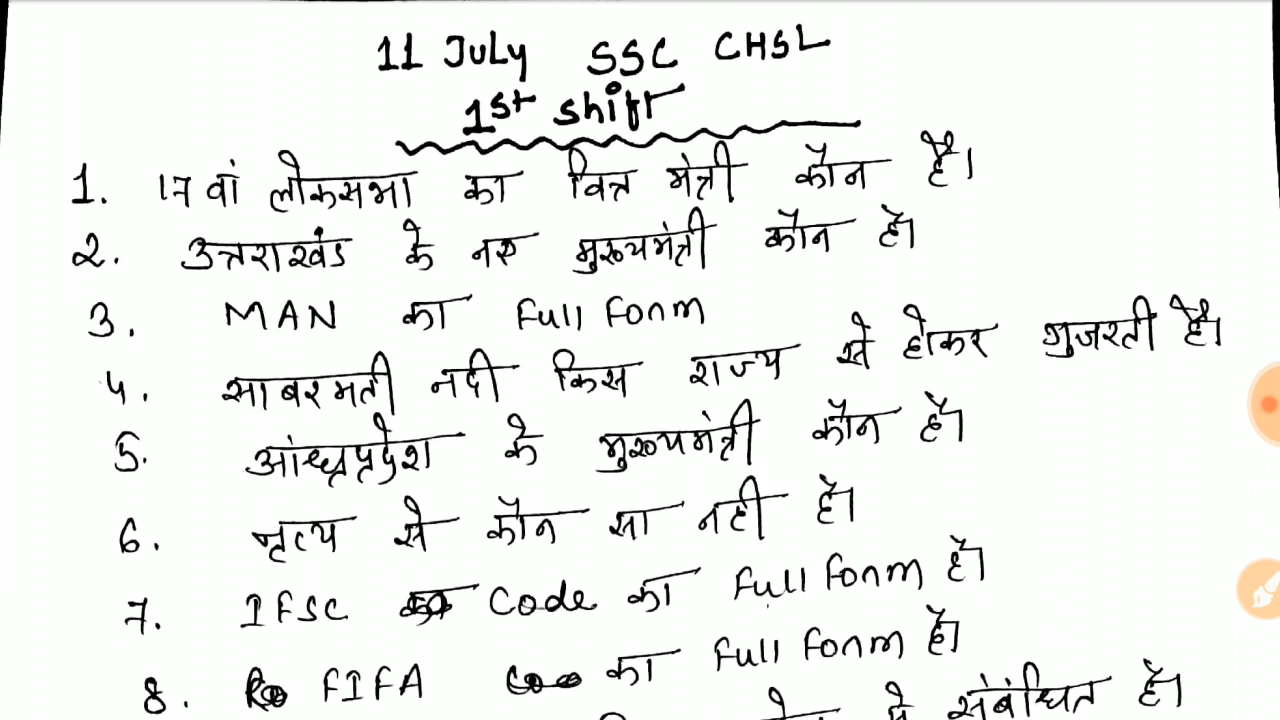 11 July SSC CHSL
1st Shift
1. 17 वां लोकसभा का वित्त मंत्री कौन है।
2. उत्तराखंड के नए मुख्यमंत्री कौन है।
3. MAN का Full Form
4. साबरमती नदी किस राज्य से होकर गुजरती है।
5. आंध्रप्रदेश के मुख्यमंत्री कौन है।
6. नृत्य से कौन सा नही है।
7. IFSC Code का Full Form है।
8. FIFA का Full Form है।
संबंधित है।